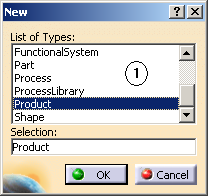 New
List of Types:
FunctionalSystem
Part
Process
ProcessLibrary
Product
Shape
1
Selection:
Product
OK
Cancel